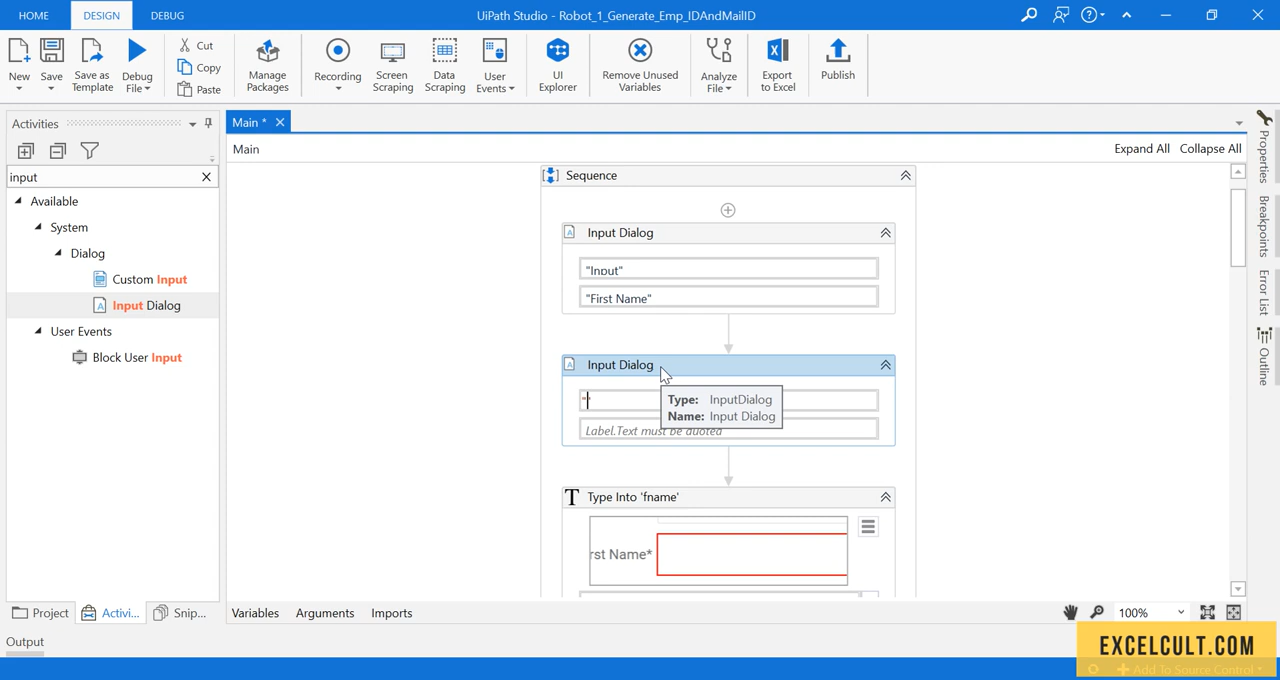 HOME DESIGN DEBUG UiPath Studio - Robot_1_Generate_Emp_IDAndMailID
New
Save
Save as Template
Debug File
Cut
Copy
Paste
Manage Packages
Recording
Screen Scraping
Data Scraping
User Events
UI Explorer
Remove Unused Variables
Analyze File
Export to Excel
Publish
Activities
Main *
Main
Expand All Collapse All
input
Available
System
Dialog
Custom Input
Input Dialog
User Events
Block User Input
Sequence
Input Dialog
"Input"
"First Name"
Input Dialog
""
Type: InputDialog
Name: Input Dialog
Label.Text must be quoted
Type Into 'fname'
rst Name*
Properties
Breakpoints
Error List
Outline
Project Activi... Snip...
Variables Arguments Imports
100%
Output
EXCELCULT.COM
Add To Source Control